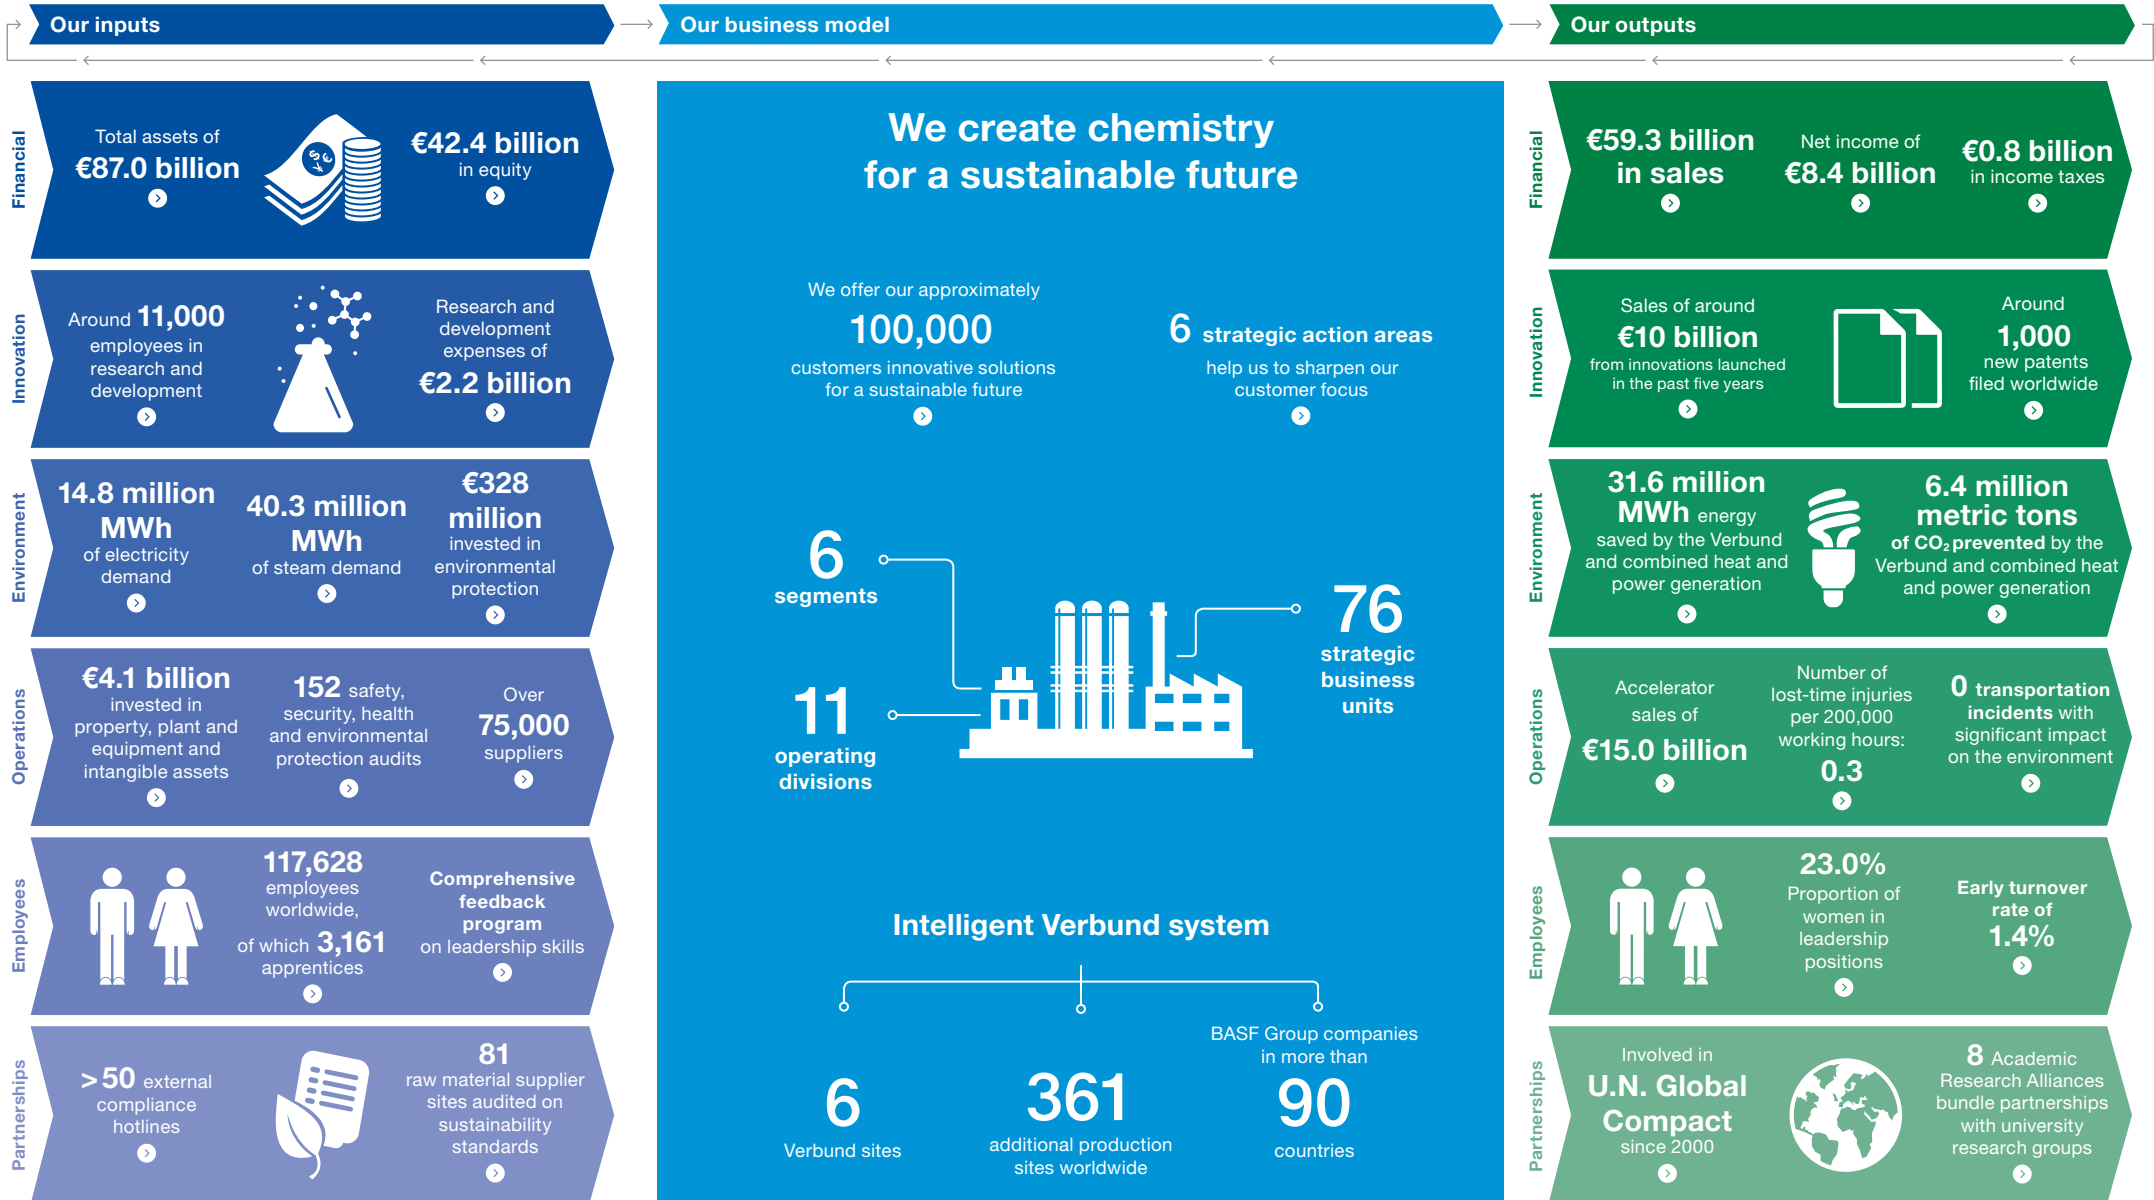 Our inputs
Our business model
Our outputs
Financial
Total assets of
€87.0 billion
€42.4 billion
in equity
Innovation
Around 11,000
employees in
research and
development
Research and
development
expenses of
€2.2 billion
Environment
14.8 million
MWh
of electricity
demand
40.3 million
MWh
of steam demand
€328
million
invested in
environmental
protection
Operations
€4.1 billion
invested in
property, plant and
equipment and
intangible assets
152 safety,
security, health
and environmental
protection audits
Over
75,000
suppliers
Employees
117,628
employees
worldwide,
of which 3,161
apprentices
Comprehensive
feedback
program
on leadership skills
Partnerships
> 50 external
compliance
hotlines
81
raw material supplier
sites audited on
sustainability
standards
We create chemistry
for a sustainable future
We offer our approximately
100,000
customers innovative solutions
for a sustainable future
6 strategic action areas
help us to sharpen our
customer focus
6
segments
11
operating
divisions
76
strategic
business
units
Intelligent Verbund system
6
Verbund sites
361
additional production
sites worldwide
BASF Group companies
in more than
90
countries
Financial
€59.3 billion
in sales
Net income of
€8.4 billion
€0.8 billion
in income taxes
Innovation
Sales of around
€10 billion
from innovations launched
in the past five years
Around
1,000
new patents
filed worldwide
Environment
31.6 million
MWh energy
saved by the Verbund
and combined heat and
power generation
6.4 million
metric tons
of CO₂ prevented by the
Verbund and combined heat
and power generation
Operations
Accelerator
sales of
€15.0 billion
Number of
lost-time injuries
per 200,000
working hours:
0.3
0 transportation
incidents with
significant impact
on the environment
Employees
23.0%
Proportion of
women in
leadership
positions
Early turnover
rate of
1.4%
Partnerships
Involved in
U.N. Global
Compact
since 2000
8 Academic
Research Alliances
bundle partnerships
with university
research groups
$ € ¥